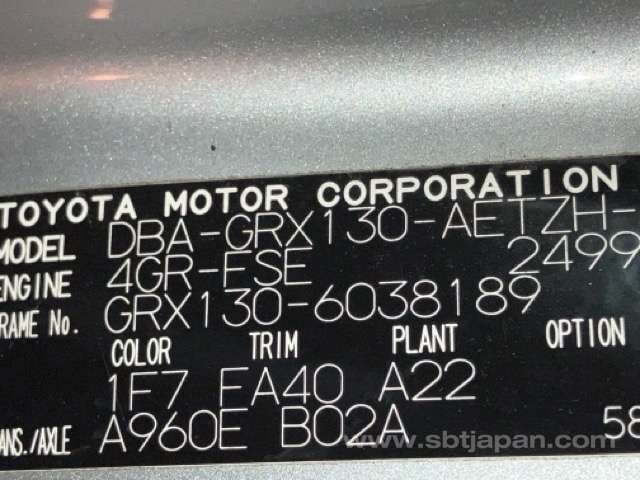 TOYOTA MOTOR CORPORATION
MODEL DBA-GRX130-AETZH-
ENGINE 4GR-FSE 2499
RAME No. GRX130-6038189
COLOR TRIM PLANT OPTION
1F7 FA40 A22
ANS./AXLE A960E B02A 58
www.sbtjapan.com